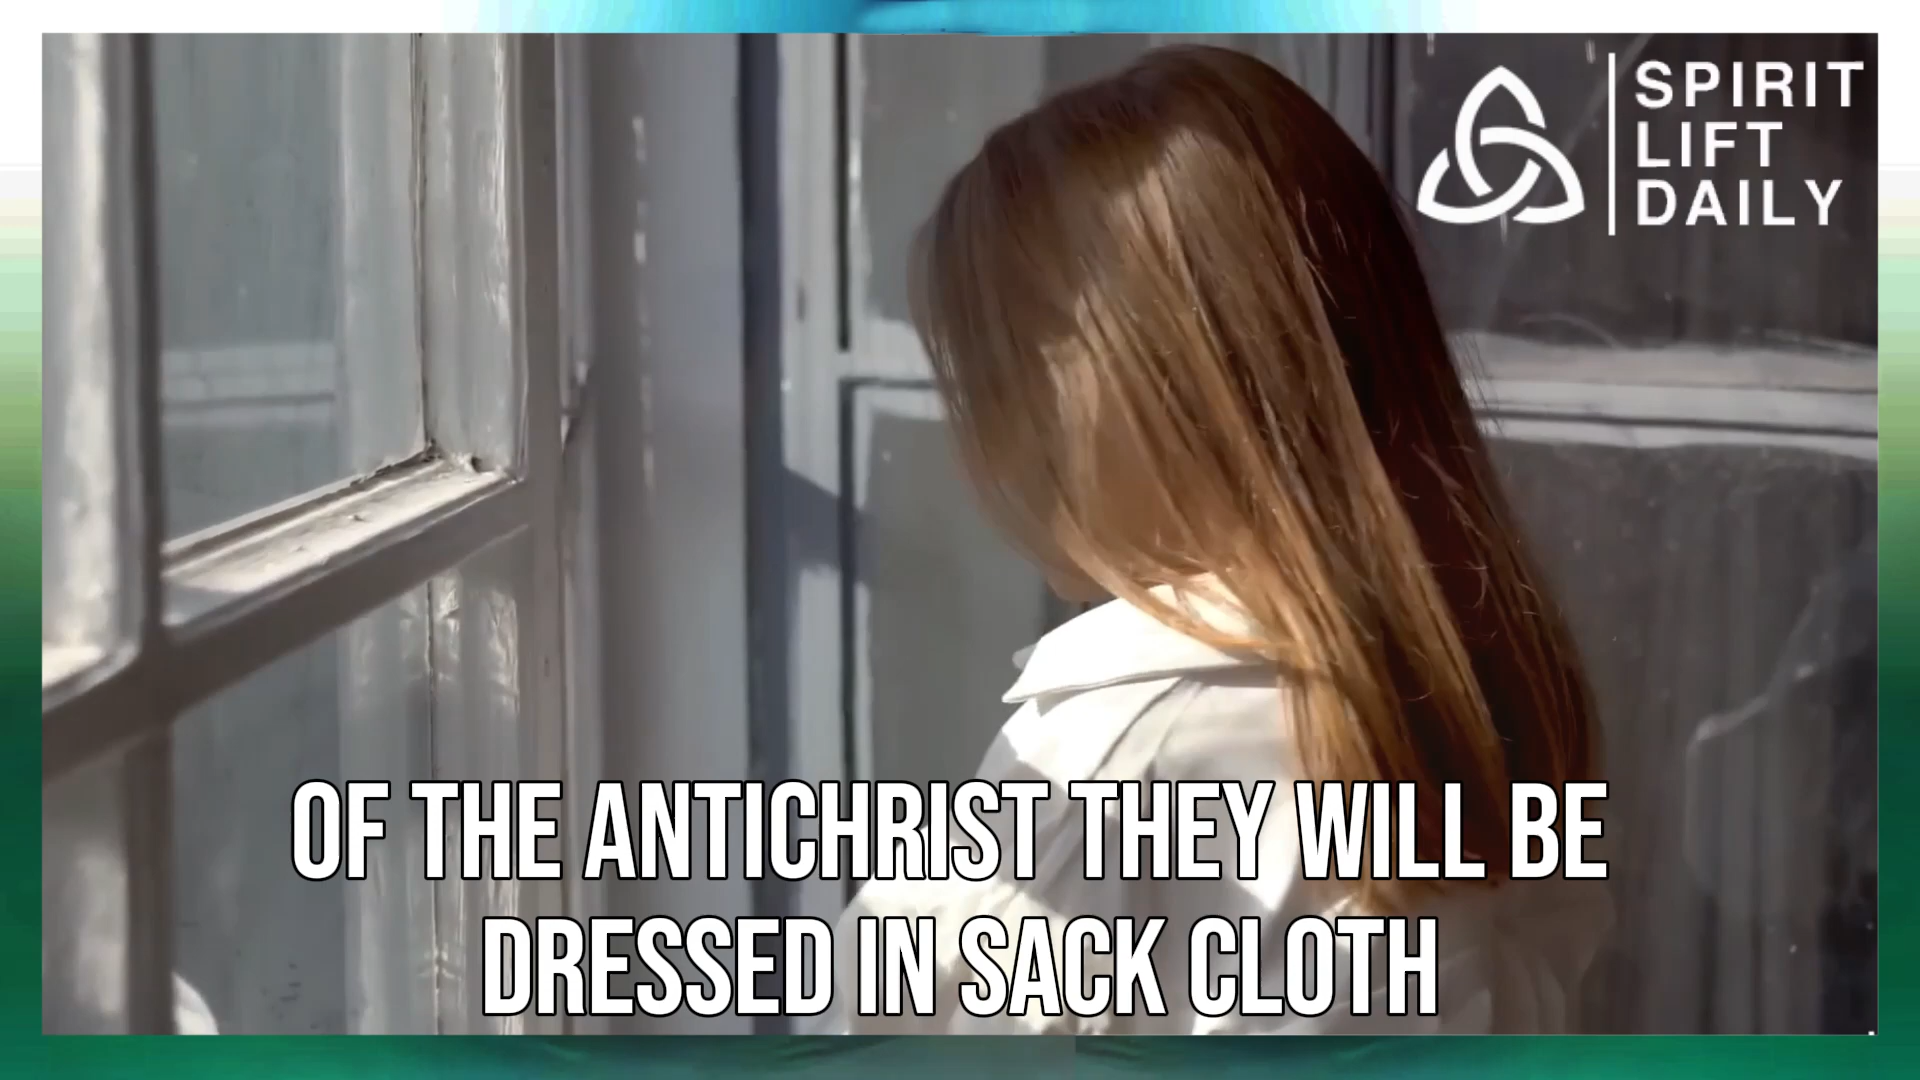 SPIRIT
LIFT
DAILY
OF THE ANTICHRIST THEY WILL BE
DRESSED IN SACK CLOTH